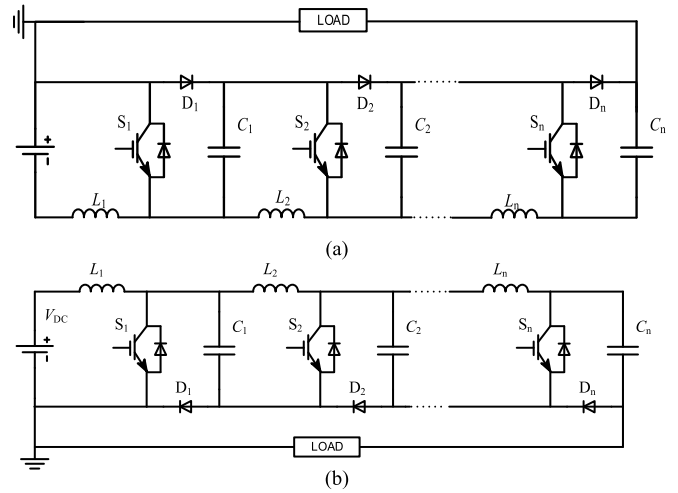 LOAD
D₁ D₂ Dₙ
S₁ C₁ S₂ C₂ Sₙ Cₙ
+
L₁ L₂ Lₙ
(a)
L₁ L₂ Lₙ
V_DC
S₁ C₁ S₂ C₂ Sₙ Cₙ
+
D₁ D₂ Dₙ
LOAD
(b)